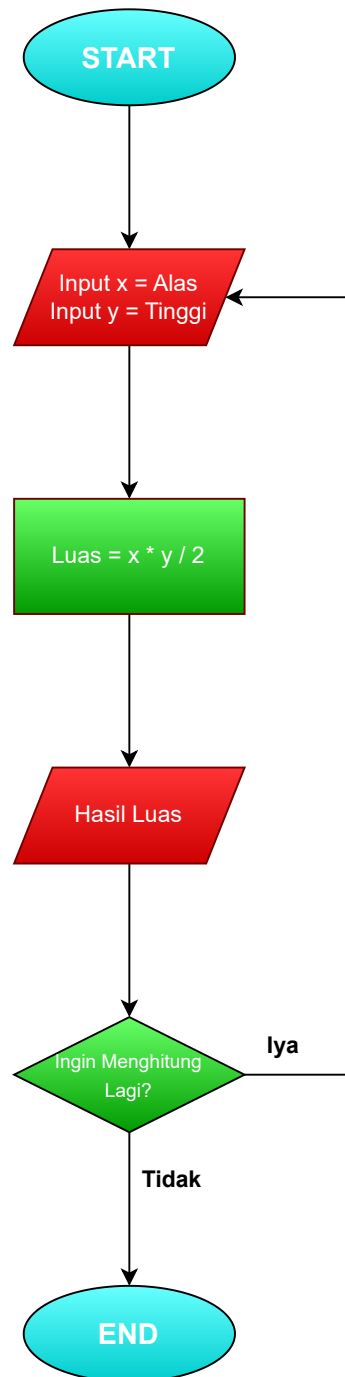 START
Input x = Alas
Input y = Tinggi
Luas = x * y / 2
Hasil Luas
Ingin Menghitung
Lagi?
Iya
Tidak
END